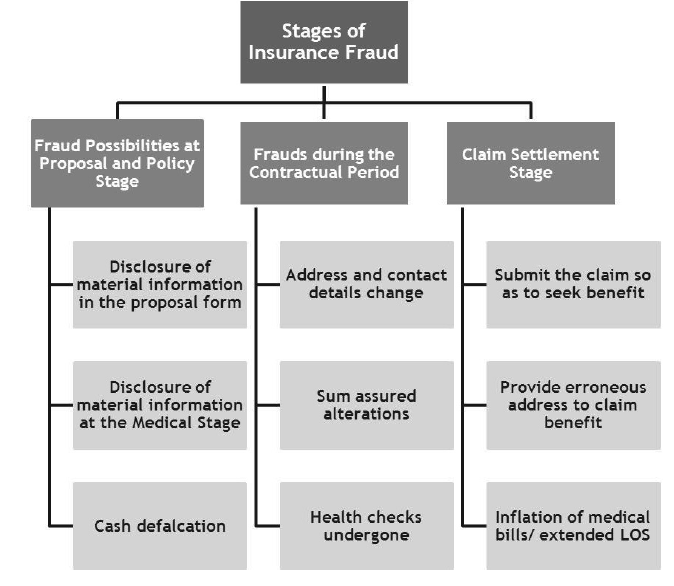 Stages of
Insurance Fraud
Fraud Possibilities at
Proposal and Policy
Stage
Disclosure of
material information
in the proposal form
Disclosure of
material information
at the Medical Stage
Cash defalcation
Frauds during the
Contractual Period
Address and contact
details change
Sum assured
alterations
Health checks
undergone
Claim Settlement
Stage
Submit the claim so
as to seek benefit
Provide erroneous
address to claim
benefit
Inflation of medical
bills/ extended LOS